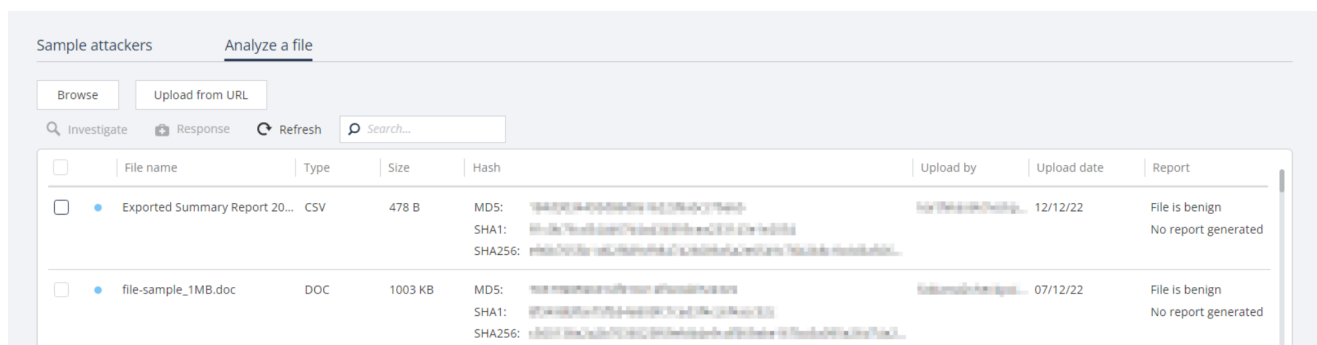 Sample attackers Analyze a file
Browse Upload from URL
Investigate Response Refresh Search...
File name Type Size Hash Upload by Upload date Report
Exported Summary Report 20... CSV 478 B MD5: 12/12/22 File is benign
SHA1: No report generated
SHA256:
file-sample_1MB.doc DOC 1003 KB MD5: 07/12/22 File is benign
SHA1: No report generated
SHA256: